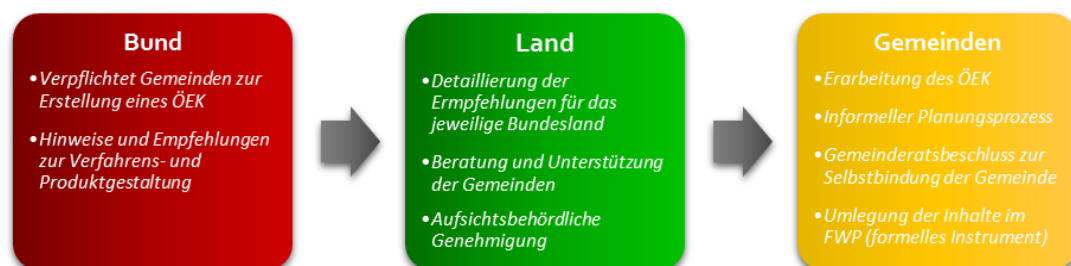 Bund
•Verpflichtet Gemeinden zur
Erstellung eines ÖEK
•Hinweise und Empfehlungen
zur Verfahrens- und
Produktgestaltung
Land
•Detaillierung der
Ermpfehlungen für das
jeweilige Bundesland
•Beratung und Unterstützung
der Gemeinden
•Aufsichtsbehördliche
Genehmigung
Gemeinden
•Erarbeitung des ÖEK
•Informeller Planungsprozess
•Gemeinderatsbeschluss zur
Selbstbindung der Gemeinde
•Umlegung der Inhalte im
FWP (formelles Instrument)